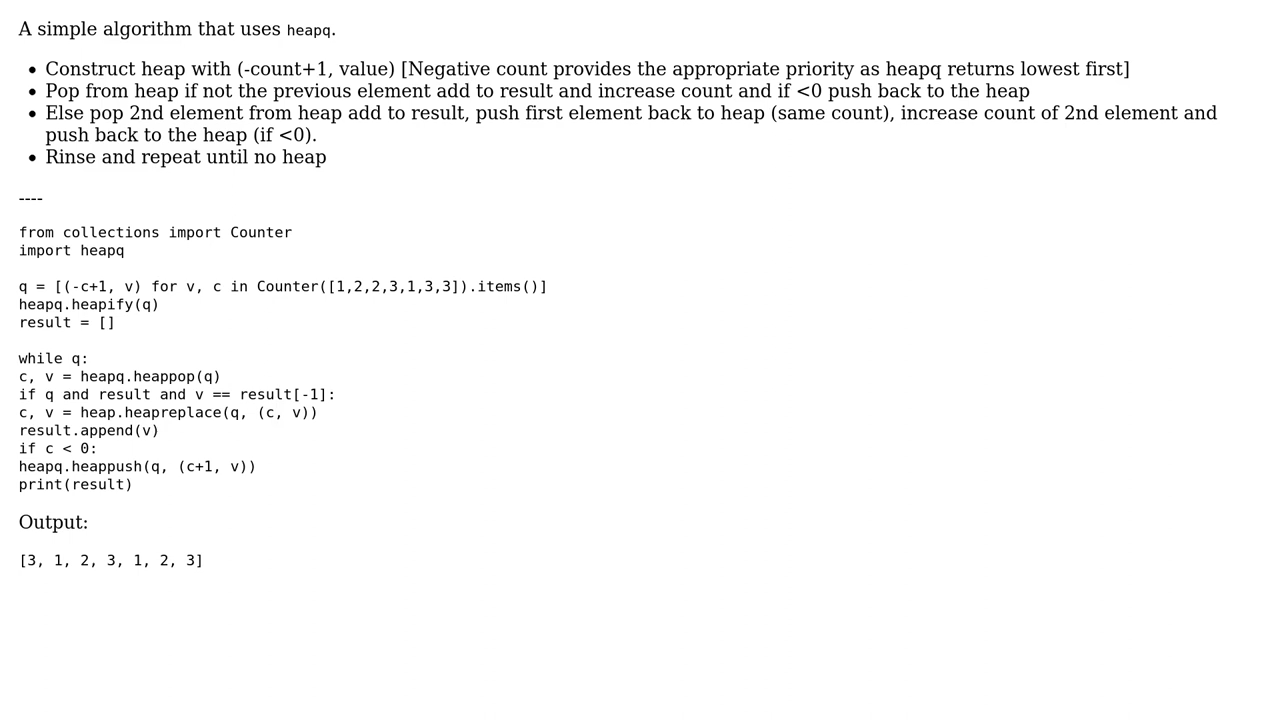 A simple algorithm that uses heapq.
• Construct heap with (-count+1, value) [Negative count provides the appropriate priority as heapq returns lowest first]
• Pop from heap if not the previous element add to result and increase count and if <0 push back to the heap
• Else pop 2nd element from heap add to result, push first element back to heap (same count), increase count of 2nd element and
push back to the heap (if <0).
• Rinse and repeat until no heap
----
from collections import Counter
import heapq
q = [(-c+1, v) for v, c in Counter([1,2,2,3,1,3,3]).items()]
heapq.heapify(q)
result = []
while q:
c, v = heapq.heappop(q)
if q and result and v == result[-1]:
c, v = heap.heapreplace(q, (c, v))
result.append(v)
if c < 0:
heapq.heappush(q, (c+1, v))
print(result)
Output:
[3, 1, 2, 3, 1, 2, 3]